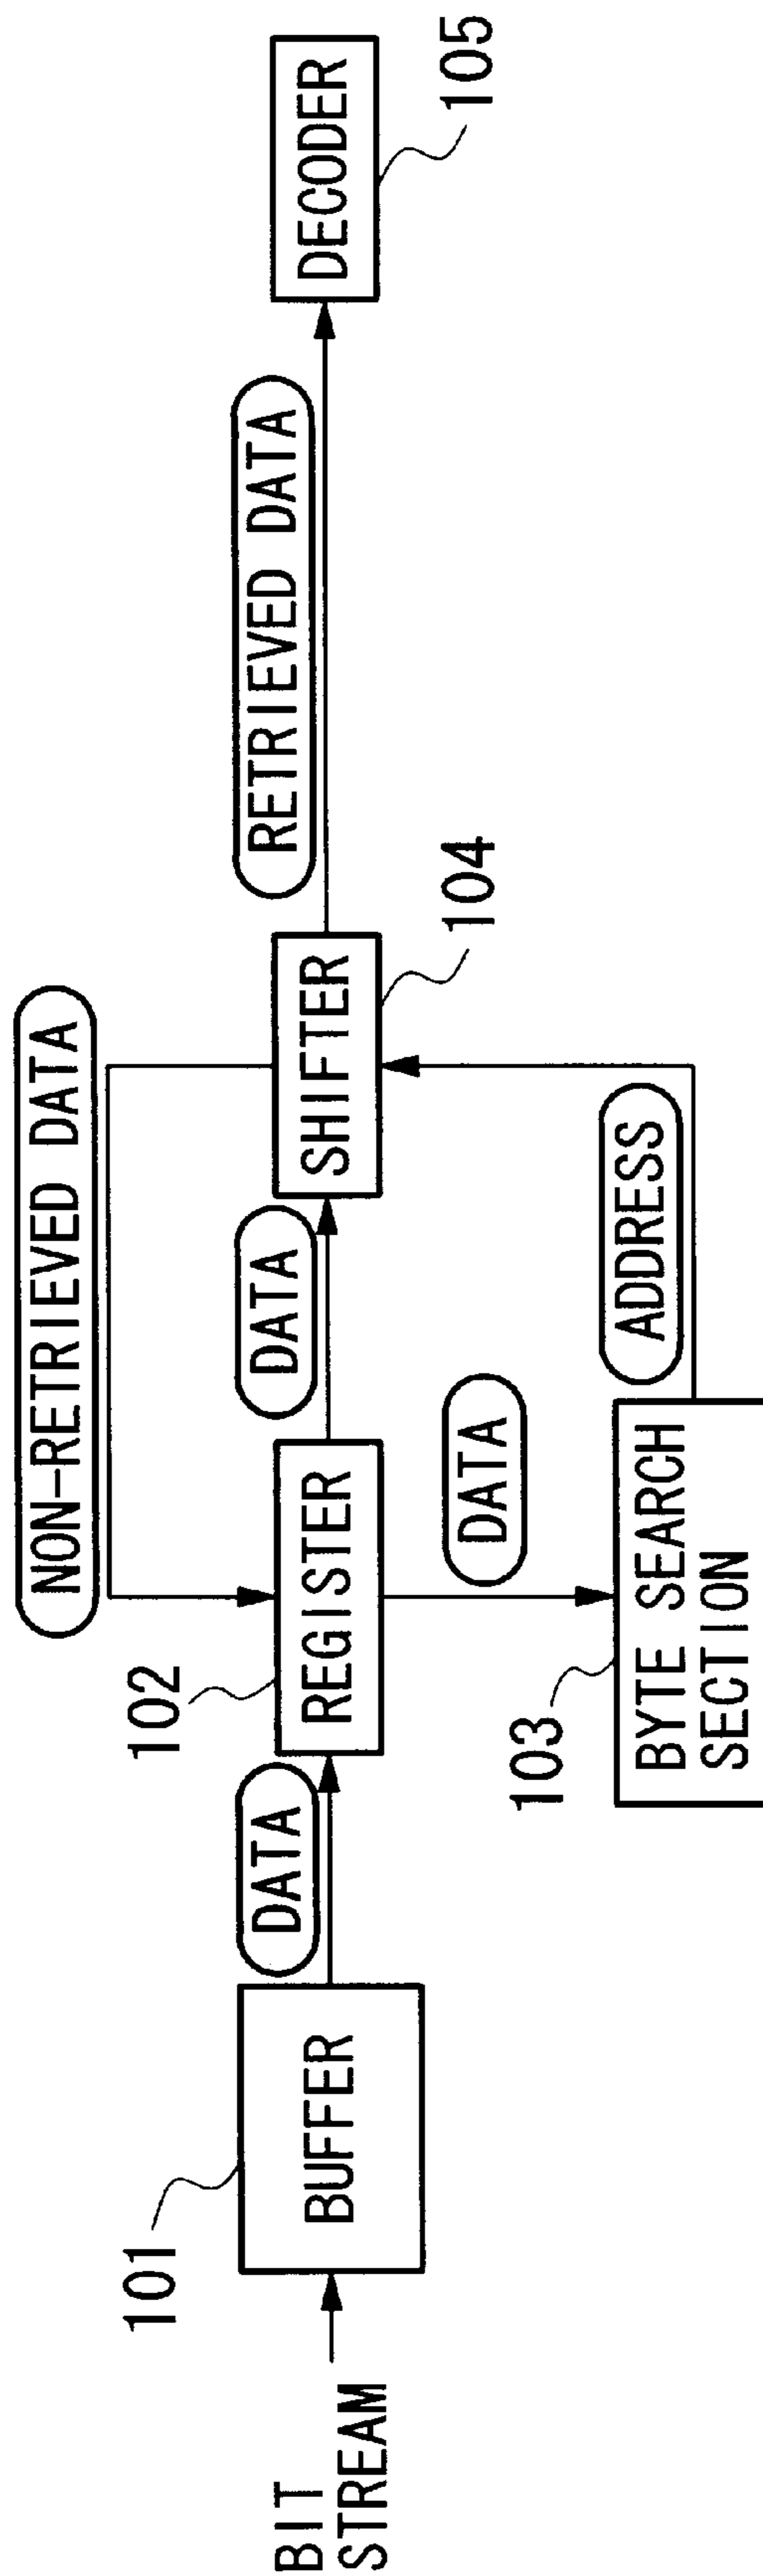 BIT
STREAM
101
BUFFER
DATA
102
REGISTER
NON-RETRIEVED DATA
DATA
DATA
103
BYTE SEARCH
SECTION
ADDRESS
SHIFTER
104
RETRIEVED DATA
DECODER
105